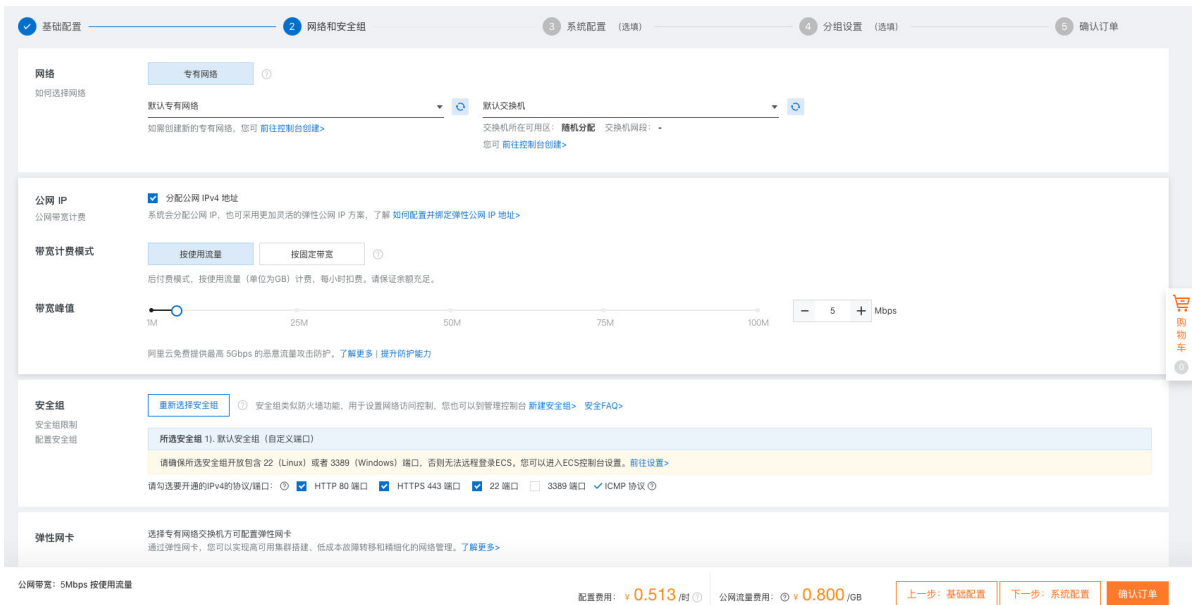 基础配置
2 网络和安全组
3 系统配置 (选填)
4 分组设置 (选填)
5 确认订单
网络
如何选择网络
专有网络
默认专有网络
默认交换机
如需创建新的专有网络，您可 前往控制台创建>
交换机所在可用区： 随机分配 交换机网段： -
您可 前往控制台创建>
公网 IP
公网带宽计费
分配公网 IPv4 地址
系统会分配公网 IP，也可采用更加灵活的弹性公网 IP 方案，了解 如何配置并绑定弹性公网 IP 地址>
带宽计费模式
按使用流量 按固定带宽
后付费模式，按使用流量（单位为GB）计费，每小时扣费，请保证余额充足。
带宽峰值
1M 25M 50M 75M 100M
− 5 + Mbps
阿里云免费提供最高 5Gbps 的恶意流量攻击防护。了解更多 | 提升防护能力
购物车
0
安全组
安全组限制
配置安全组
重新选择安全组 安全组类似防火墙功能，用于设置网络访问控制，您也可以到管理控制台 新建安全组> 安全FAQ>
所选安全组 1). 默认安全组（自定义端口）
请确保所选安全组开放包含 22（Linux）或者 3389（Windows）端口，否则无法远程登录ECS。您可以进入ECS控制台设置。前往设置>
请勾选要开通的IPv4的协议/端口： HTTP 80 端口 HTTPS 443 端口 22 端口 3389 端口 ICMP 协议
弹性网卡
选择专有网络交换机方可配置弹性网卡
通过弹性网卡，您可以实现高可用集群搭建、低成本故障转移和精细化的网络管理。了解更多>
公网带宽：5Mbps 按使用流量
配置费用： ¥ 0.513 /时
公网流量费用： ¥ 0.800 /GB
上一步：基础配置
下一步：系统配置
确认订单